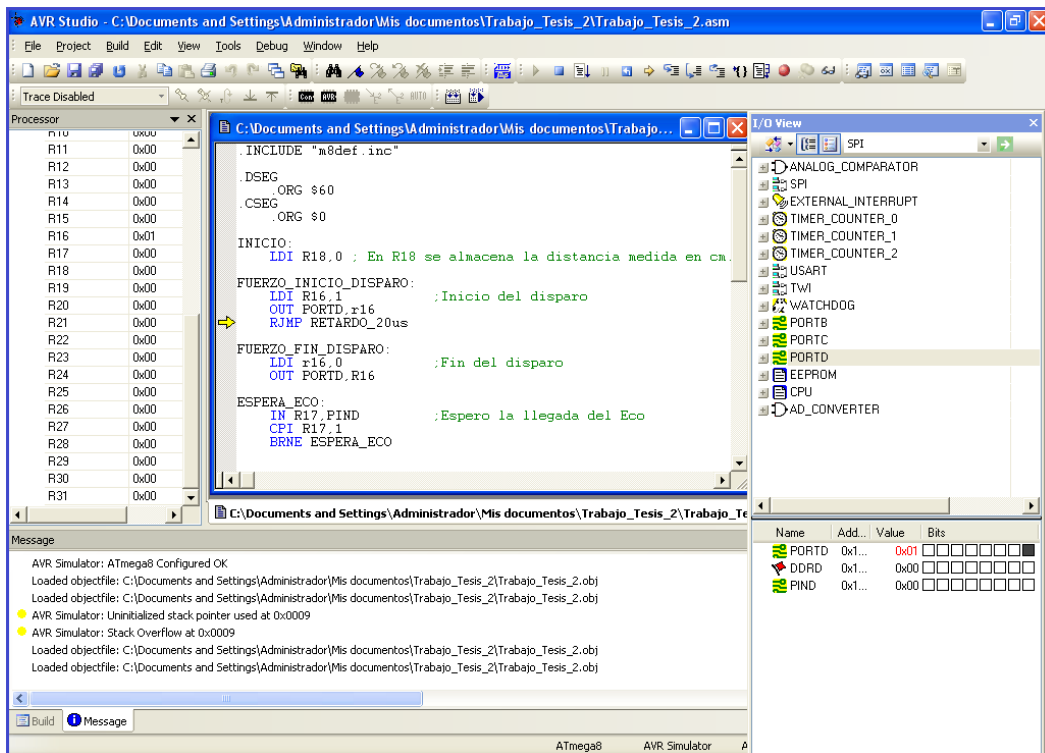 AVR Studio - C:\Documents and Settings\Administrador\Mis documentos\Trabajo_Tesis_2\Trabajo_Tesis_2.asm
File Project Build Edit View Tools Debug Window Help
Trace Disabled
Con AVR AUTO
Processor
R10 0x00
R11 0x00
R12 0x00
R13 0x00
R14 0x00
R15 0x00
R16 0x01
R17 0x00
R18 0x00
R19 0x00
R20 0x00
R21 0x00
R22 0x00
R23 0x00
R24 0x00
R25 0x00
R26 0x00
R27 0x00
R28 0x00
R29 0x00
R30 0x00
R31 0x00
C:\Documents and Settings\Administrador\Mis documentos\Trabajo...
.INCLUDE "m8def.inc"
.DSEG
.ORG $60
.CSEG
.ORG $0
INICIO:
LDI R18,0 ; En R18 se almacena la distancia medida en cm.
FUERZO_INICIO_DISPARO:
LDI R16,1 ;Inicio del disparo
OUT PORTD,r16
RJMP RETARDO_20us
FUERZO_FIN_DISPARO:
LDI r16,0 ;Fin del disparo
OUT PORTD,R16
ESPERA_ECO:
IN R17,PIND ;Espero la llegada del Eco
CPI R17,1
BRNE ESPERA_ECO
C:\Documents and Settings\Administrador\Mis documentos\Trabajo_Tesis_2\Trabajo_Te
I/O View
SPI
ANALOG_COMPARATOR
SPI
EXTERNAL_INTERRUPT
TIMER_COUNTER_0
TIMER_COUNTER_1
TIMER_COUNTER_2
USART
TWI
WATCHDOG
PORTB
PORTC
PORTD
EEPROM
CPU
AD_CONVERTER
Name Add... Value Bits
PORTD 0x1... 0x01
DDRD 0x1... 0x00
PIND 0x1... 0x00
Message
AVR Simulator: ATmega8 Configured OK
Loaded objectfile: C:\Documents and Settings\Administrador\Mis documentos\Trabajo_Tesis_2\Trabajo_Tesis_2.obj
Loaded objectfile: C:\Documents and Settings\Administrador\Mis documentos\Trabajo_Tesis_2\Trabajo_Tesis_2.obj
AVR Simulator: Uninitialized stack pointer used at 0x0009
AVR Simulator: Stack Overflow at 0x0009
Loaded objectfile: C:\Documents and Settings\Administrador\Mis documentos\Trabajo_Tesis_2\Trabajo_Tesis_2.obj
Loaded objectfile: C:\Documents and Settings\Administrador\Mis documentos\Trabajo_Tesis_2\Trabajo_Tesis_2.obj
Build Message
ATmega8 AVR Simulator A